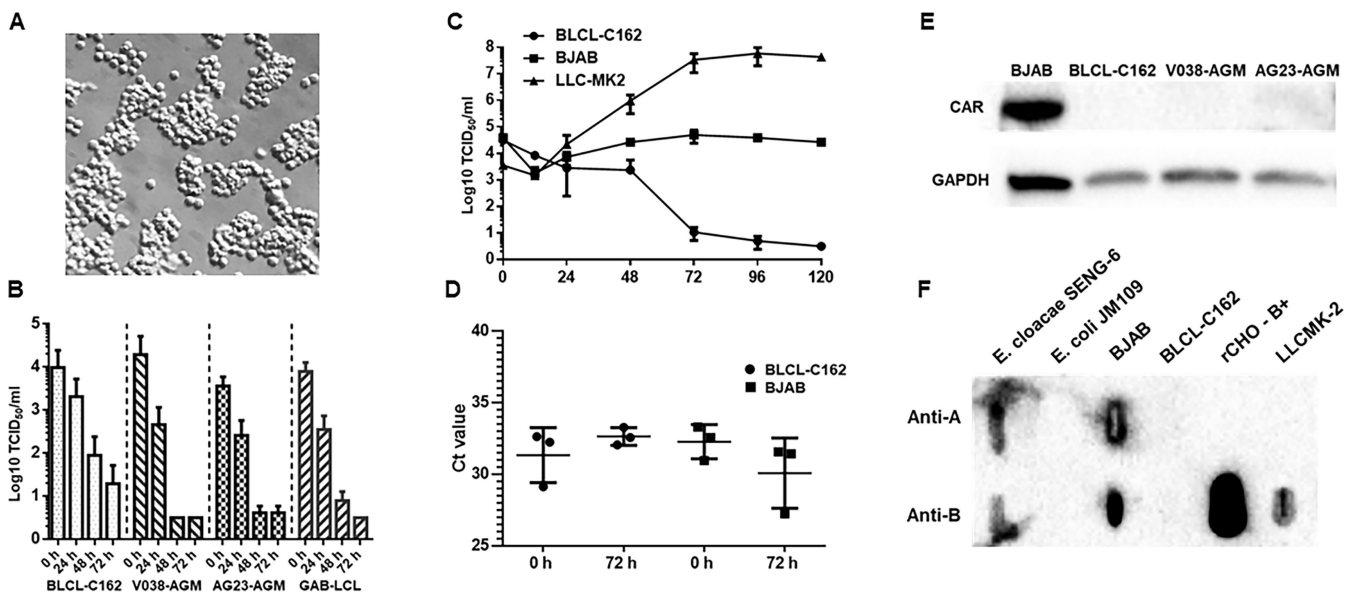 A
B
Log10 TCID50/ml
5
4
3
2
1
0
0 h
24 h
48 h
72 h
0 h
24 h
48 h
72 h
0 h
24 h
48 h
72 h
0 h
24 h
48 h
72 h
BLCL-C162 V038-AGM AG23-AGM GAB-LCL
C
BLCL-C162
BJAB
LLC-MK2
Log10 TCID50/ml
8
7
6
5
4
3
2
1
0
0 24 48 72 96 120
D
Ct value
40
35
30
25
BLCL-C162
BJAB
0 h 72 h 0 h 72 h
E
BJAB BLCL-C162 V038-AGM AG23-AGM
CAR
GAPDH
F
E. cloacae SENG-6
E. coli JM109
BJAB
BLCL-C162
rCHO - B+
LLCMK-2
Anti-A
Anti-B